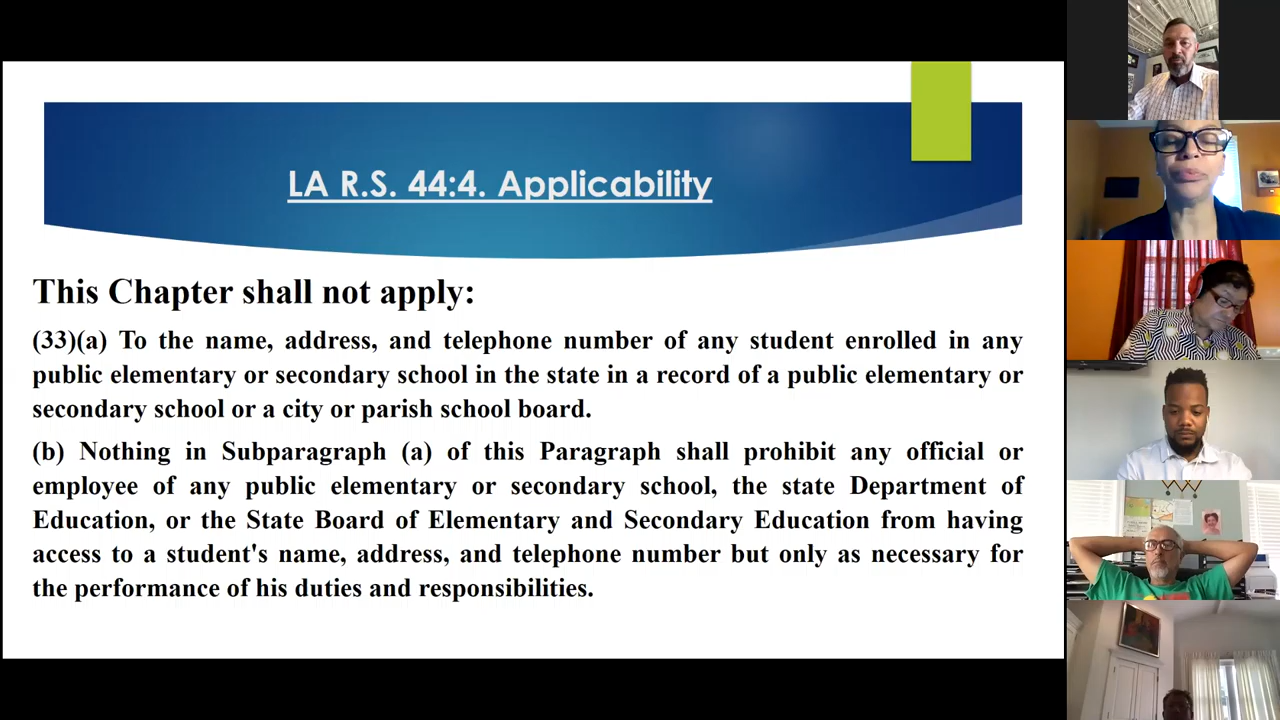 LA R.S. 44:4. Applicability
This Chapter shall not apply:
(33)(a) To the name, address, and telephone number of any student enrolled in any
public elementary or secondary school in the state in a record of a public elementary or
secondary school or a city or parish school board.
(b) Nothing in Subparagraph (a) of this Paragraph shall prohibit any official or
employee of any public elementary or secondary school, the state Department of
Education, or the State Board of Elementary and Secondary Education from having
access to a student's name, address, and telephone number but only as necessary for
the performance of his duties and responsibilities.